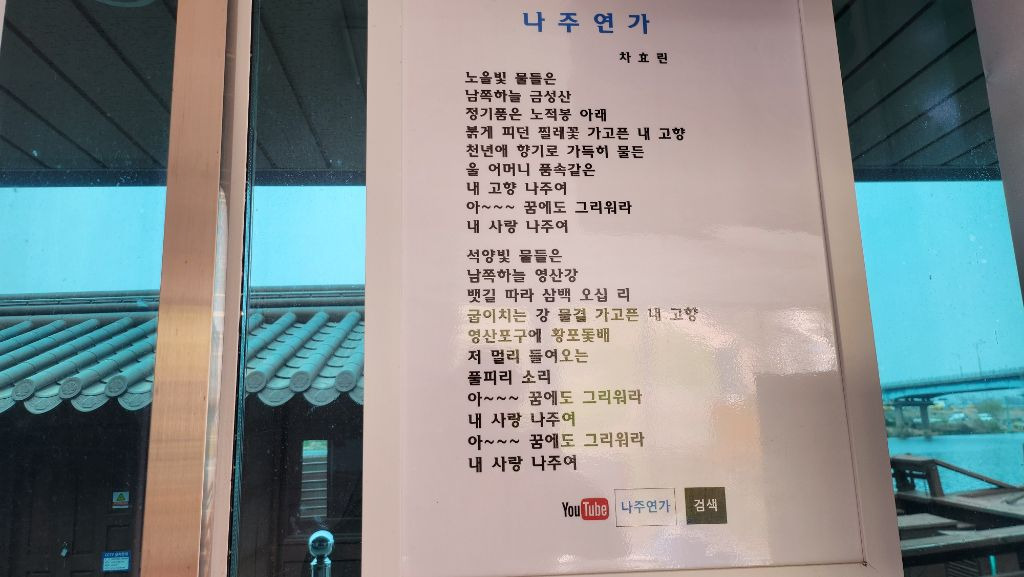 나주연가
차효린
노을빛 물들은
남쪽하늘 금성산
정기품은 노적봉 아래
붉게 피던 찔레꽃 가고픈 내 고향
천년애 향기로 가득히 물든
울 어머니 품속같은
내 고향 나주여
아~~~ 꿈에도 그리워라
내 사랑 나주여
석양빛 물들은
남쪽하늘 영산강
뱃길 따라 삼백 오십 리
굽이치는 강 물결 가고픈 내 고향
영산포구에 황포돛배
저 멀리 들어오는
풀피리 소리
아~~~ 꿈에도 그리워라
내 사랑 나주여
아~~~ 꿈에도 그리워라
내 사랑 나주여
YouTube 나주연가 검색